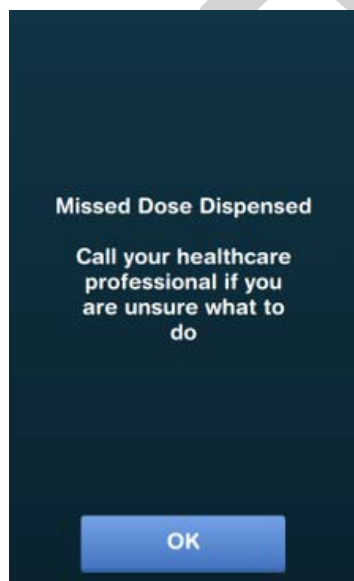 Missed Dose Dispensed
Call your healthcare
professional if you
are unsure what to
do
OK